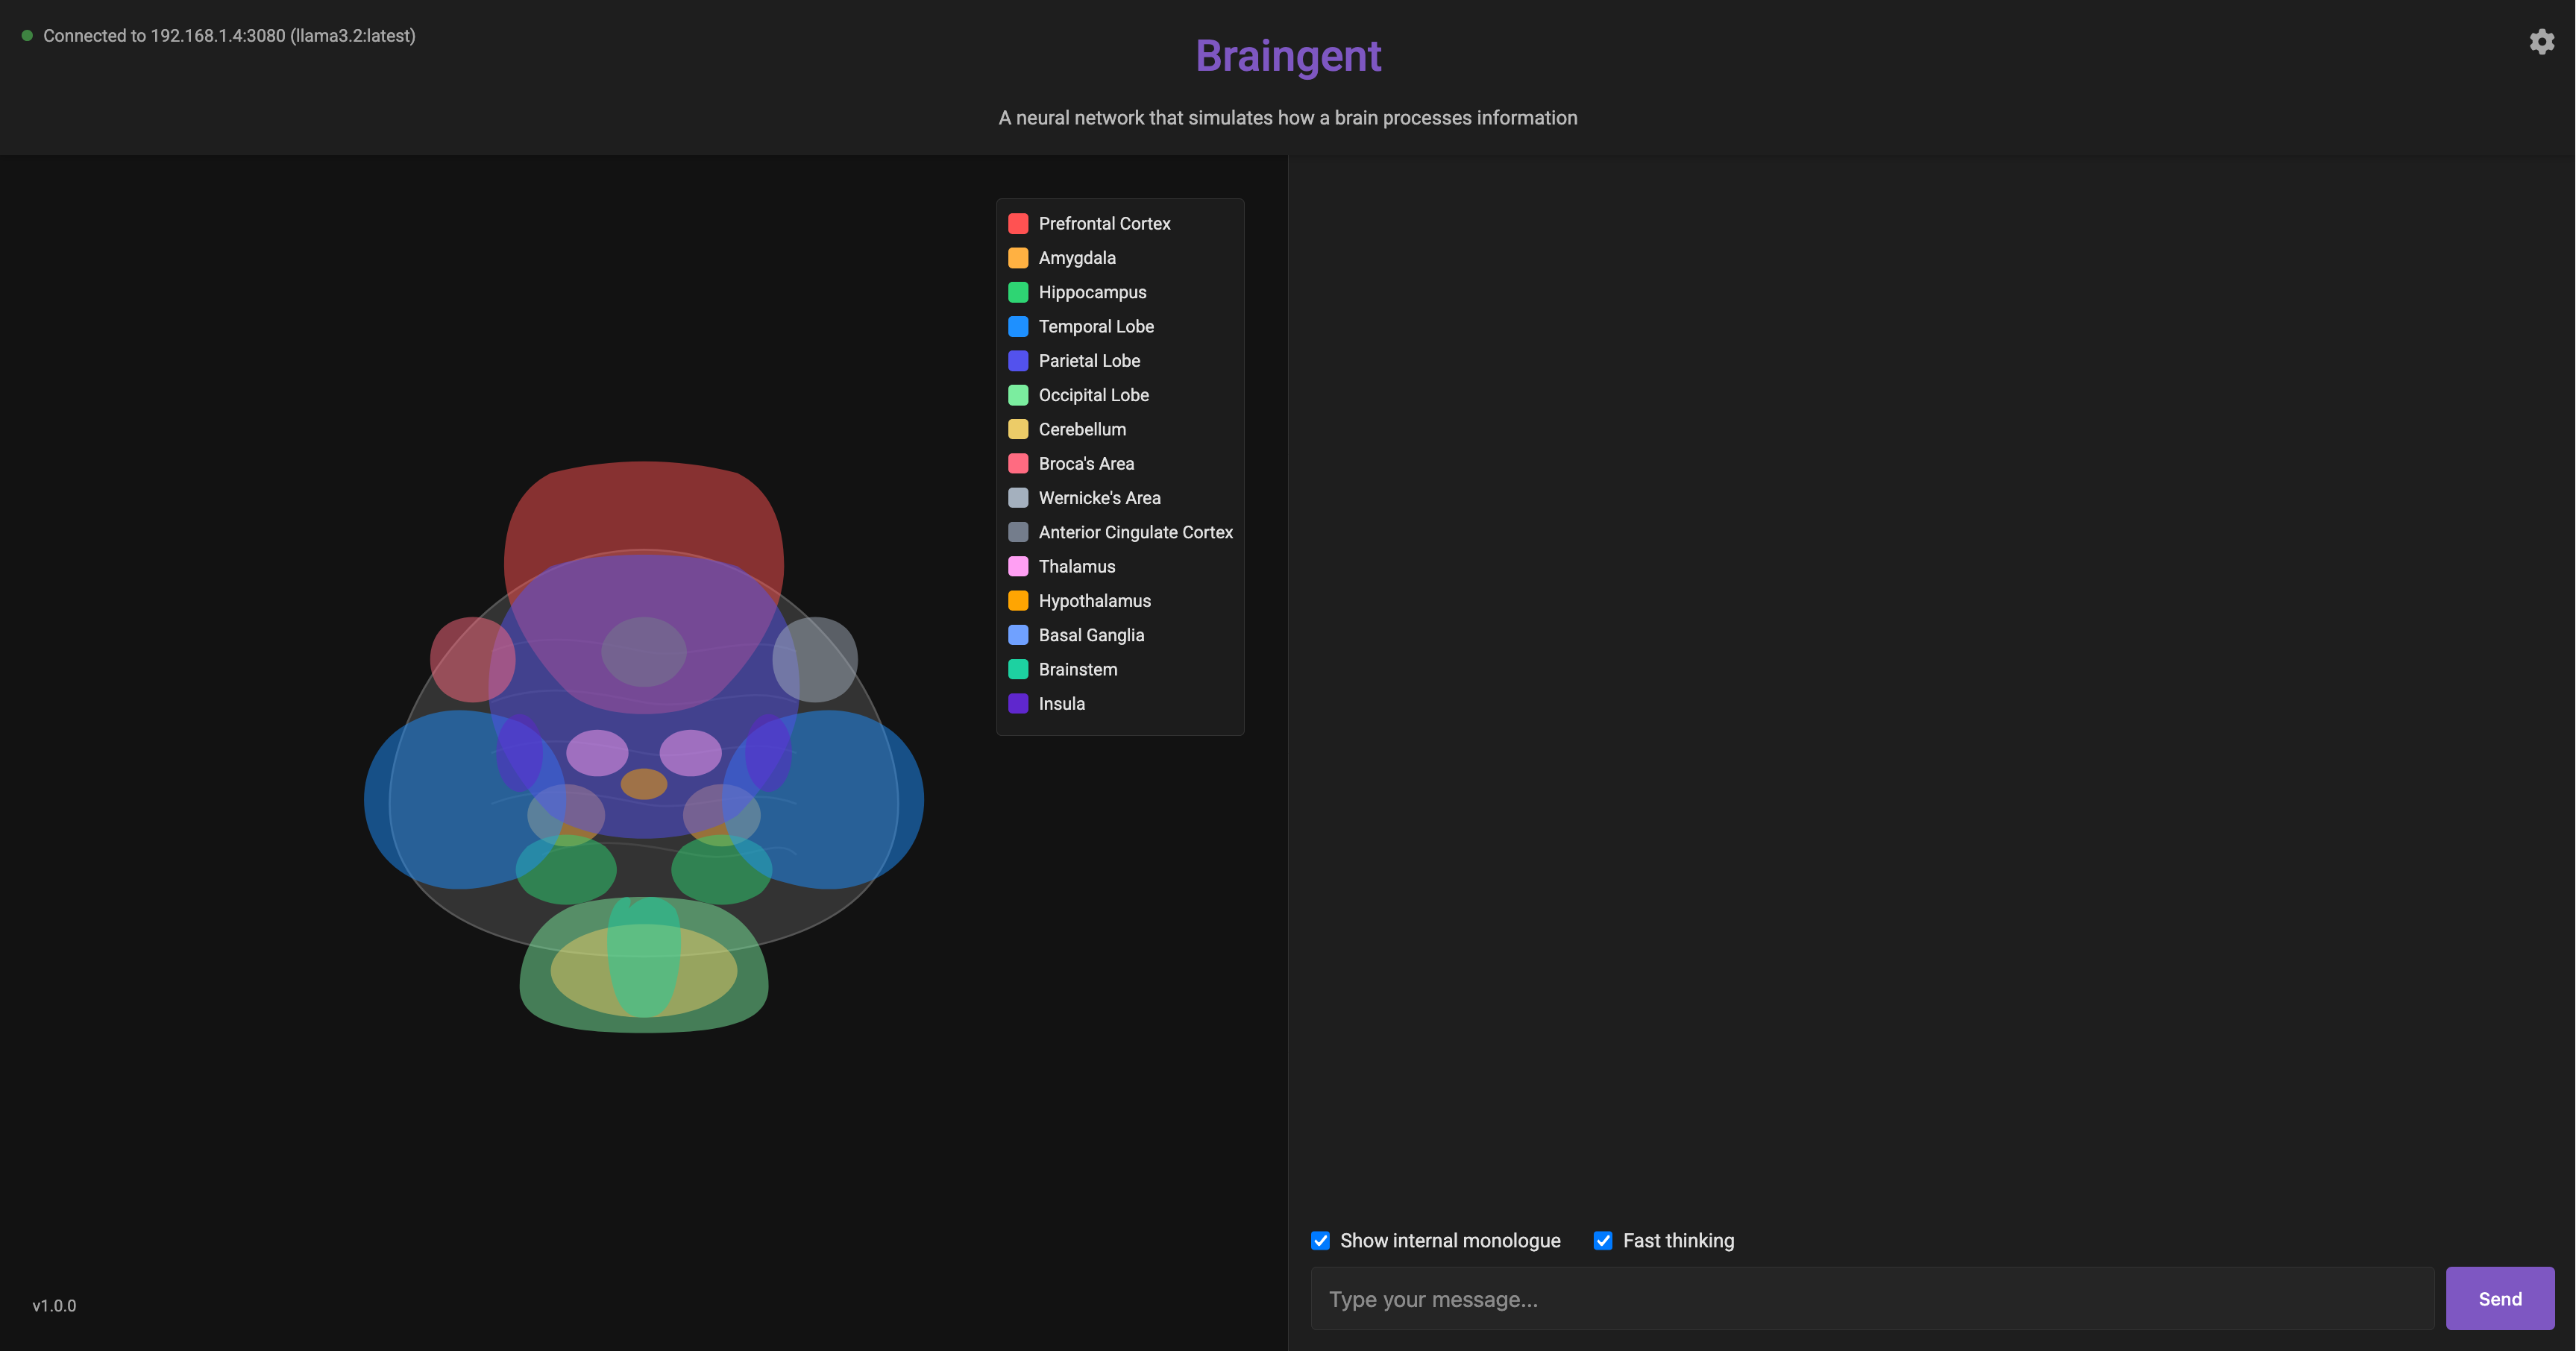 Connected to 192.168.1.4:3080 (llama3.2:latest)
Braingent
A neural network that simulates how a brain processes information
Prefrontal Cortex
Amygdala
Hippocampus
Temporal Lobe
Parietal Lobe
Occipital Lobe
Cerebellum
Broca's Area
Wernicke's Area
Anterior Cingulate Cortex
Thalamus
Hypothalamus
Basal Ganglia
Brainstem
Insula
Show internal monologue
Fast thinking
Type your message...
Send
v1.0.0